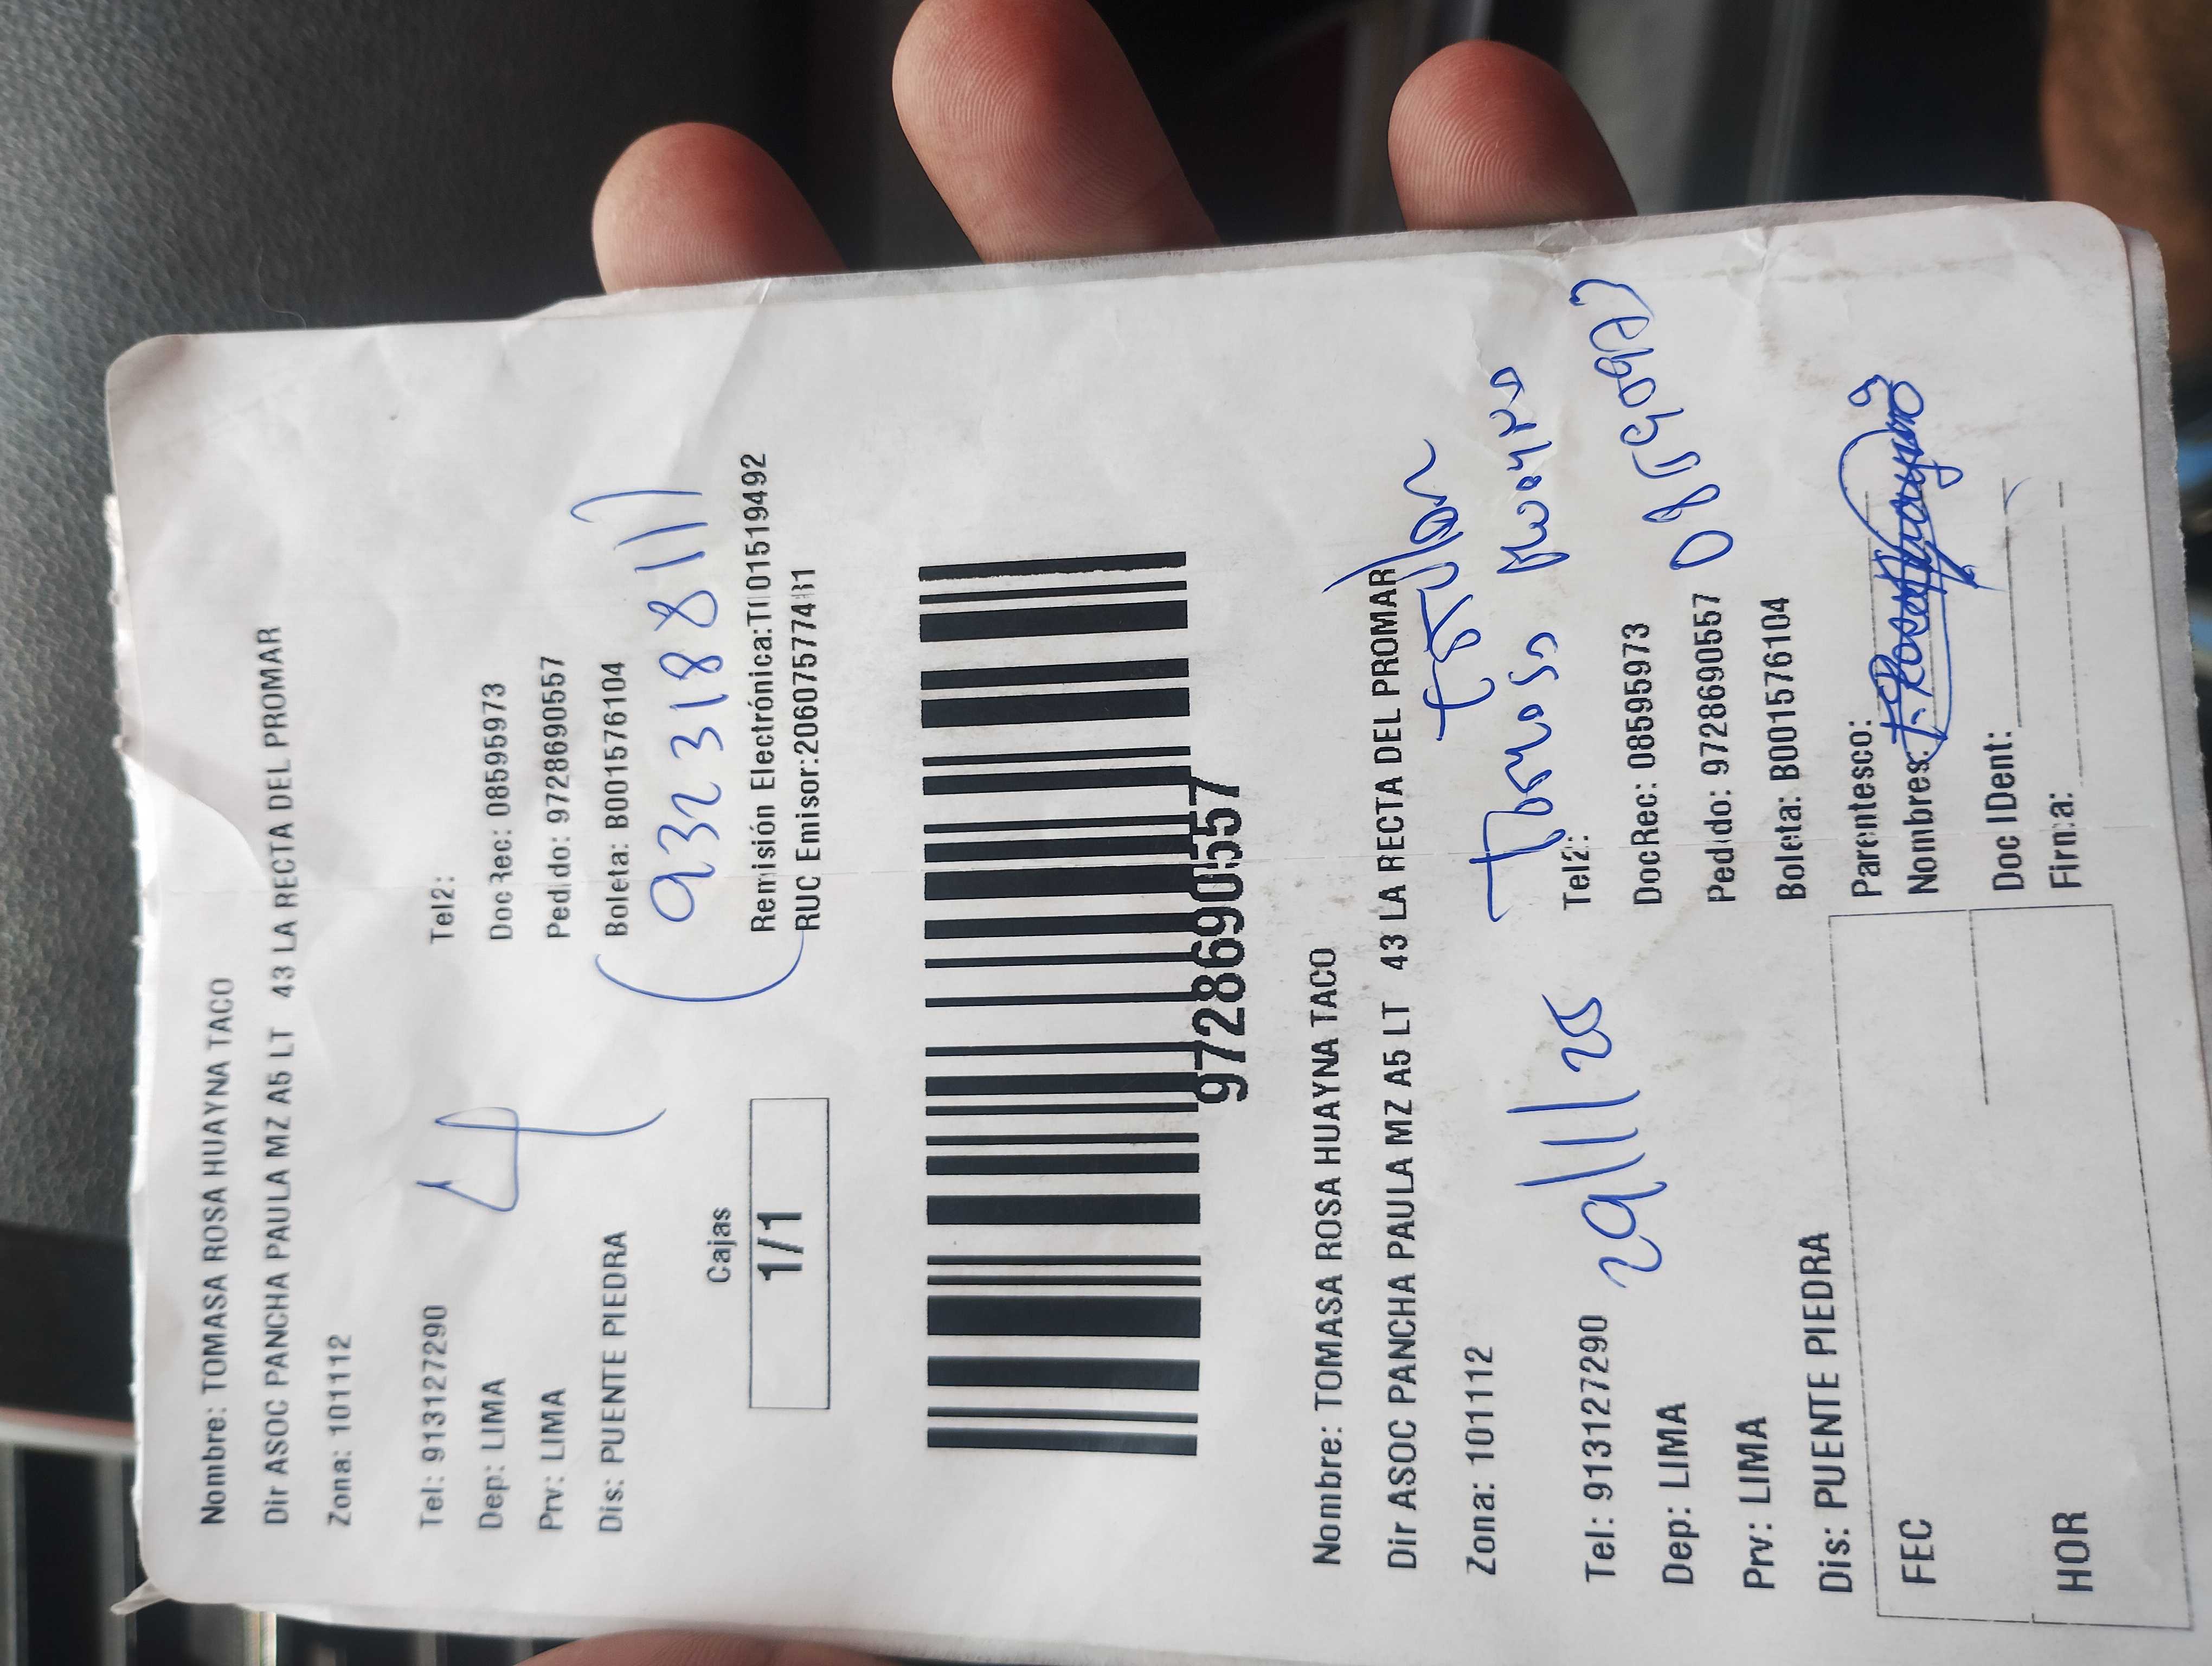 Nombre: TOMASA ROSA HUAYNA TACO
Dir ASOC PANCHA PAULA MZ A5 LT 43 LA RECTA DEL PROMAR
Zona: 101112
Tel: 913127290 Tel2:
Dep: LIMA DocRec: 08595973
Prv: LIMA Pedido: 9728690557
Dis: PUENTE PIEDRA Boleta: B001576104
(932318811)
Cajas
1/1
Remisión Electrónica:
RUC Emisor:
9728690557
Nombre: TOMASA ROSA HUAYNA TACO
Dir ASOC PANCHA PAULA MZ A5 LT 43 LA RECTA DEL PROMAR
Zona: 101112
Tel: 913127290 Tel2:
29/11/25
Dep: LIMA DocRec: 08595973
Prv: LIMA Pedido: 9728690557
Dis: PUENTE PIEDRA Boleta: B001576104
FEC
HOR
Parentesco:
Nombres:
Doc IDent:
Firma: